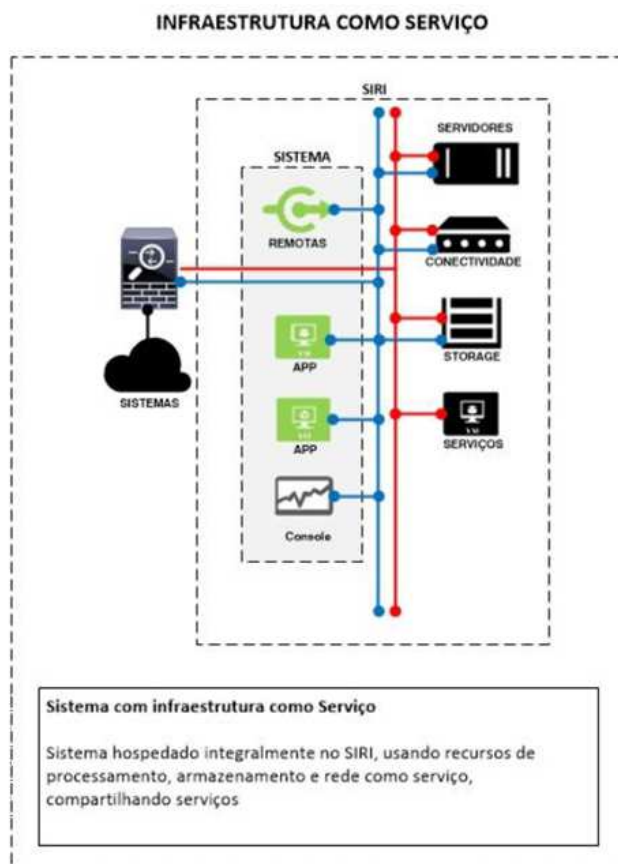 INFRAESTRUTURA COMO SERVIÇO
SIRI
SERVIDORES
SISTEMA
REMOTAS
CONECTIVIDADE
SISTEMAS
APP
STORAGE
APP
SERVIÇOS
Console
Sistema com infraestrutura como Serviço
Sistema hospedado integralmente no SIRI, usando recursos de
processamento, armazenamento e rede como serviço,
compartilhando serviços